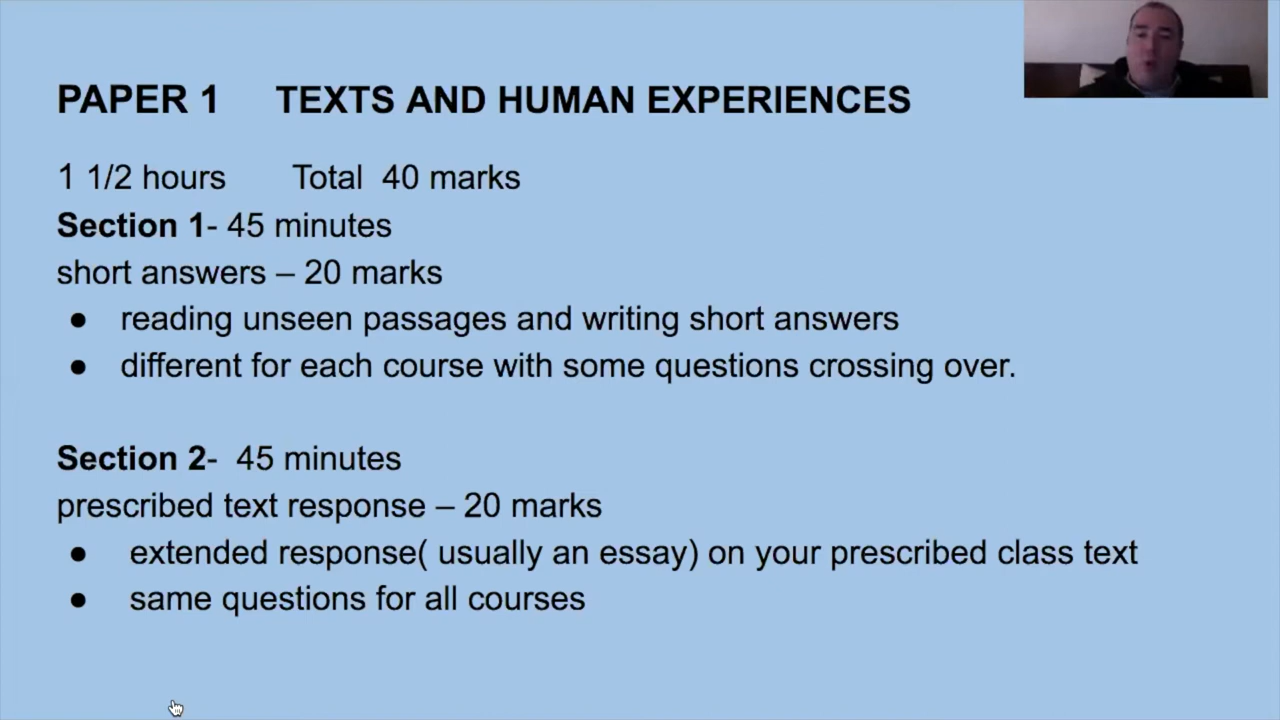 PAPER 1 TEXTS AND HUMAN EXPERIENCES
1 1/2 hours Total 40 marks
Section 1- 45 minutes
short answers – 20 marks
● reading unseen passages and writing short answers
● different for each course with some questions crossing over.
Section 2- 45 minutes
prescribed text response – 20 marks
● extended response( usually an essay) on your prescribed class text
● same questions for all courses